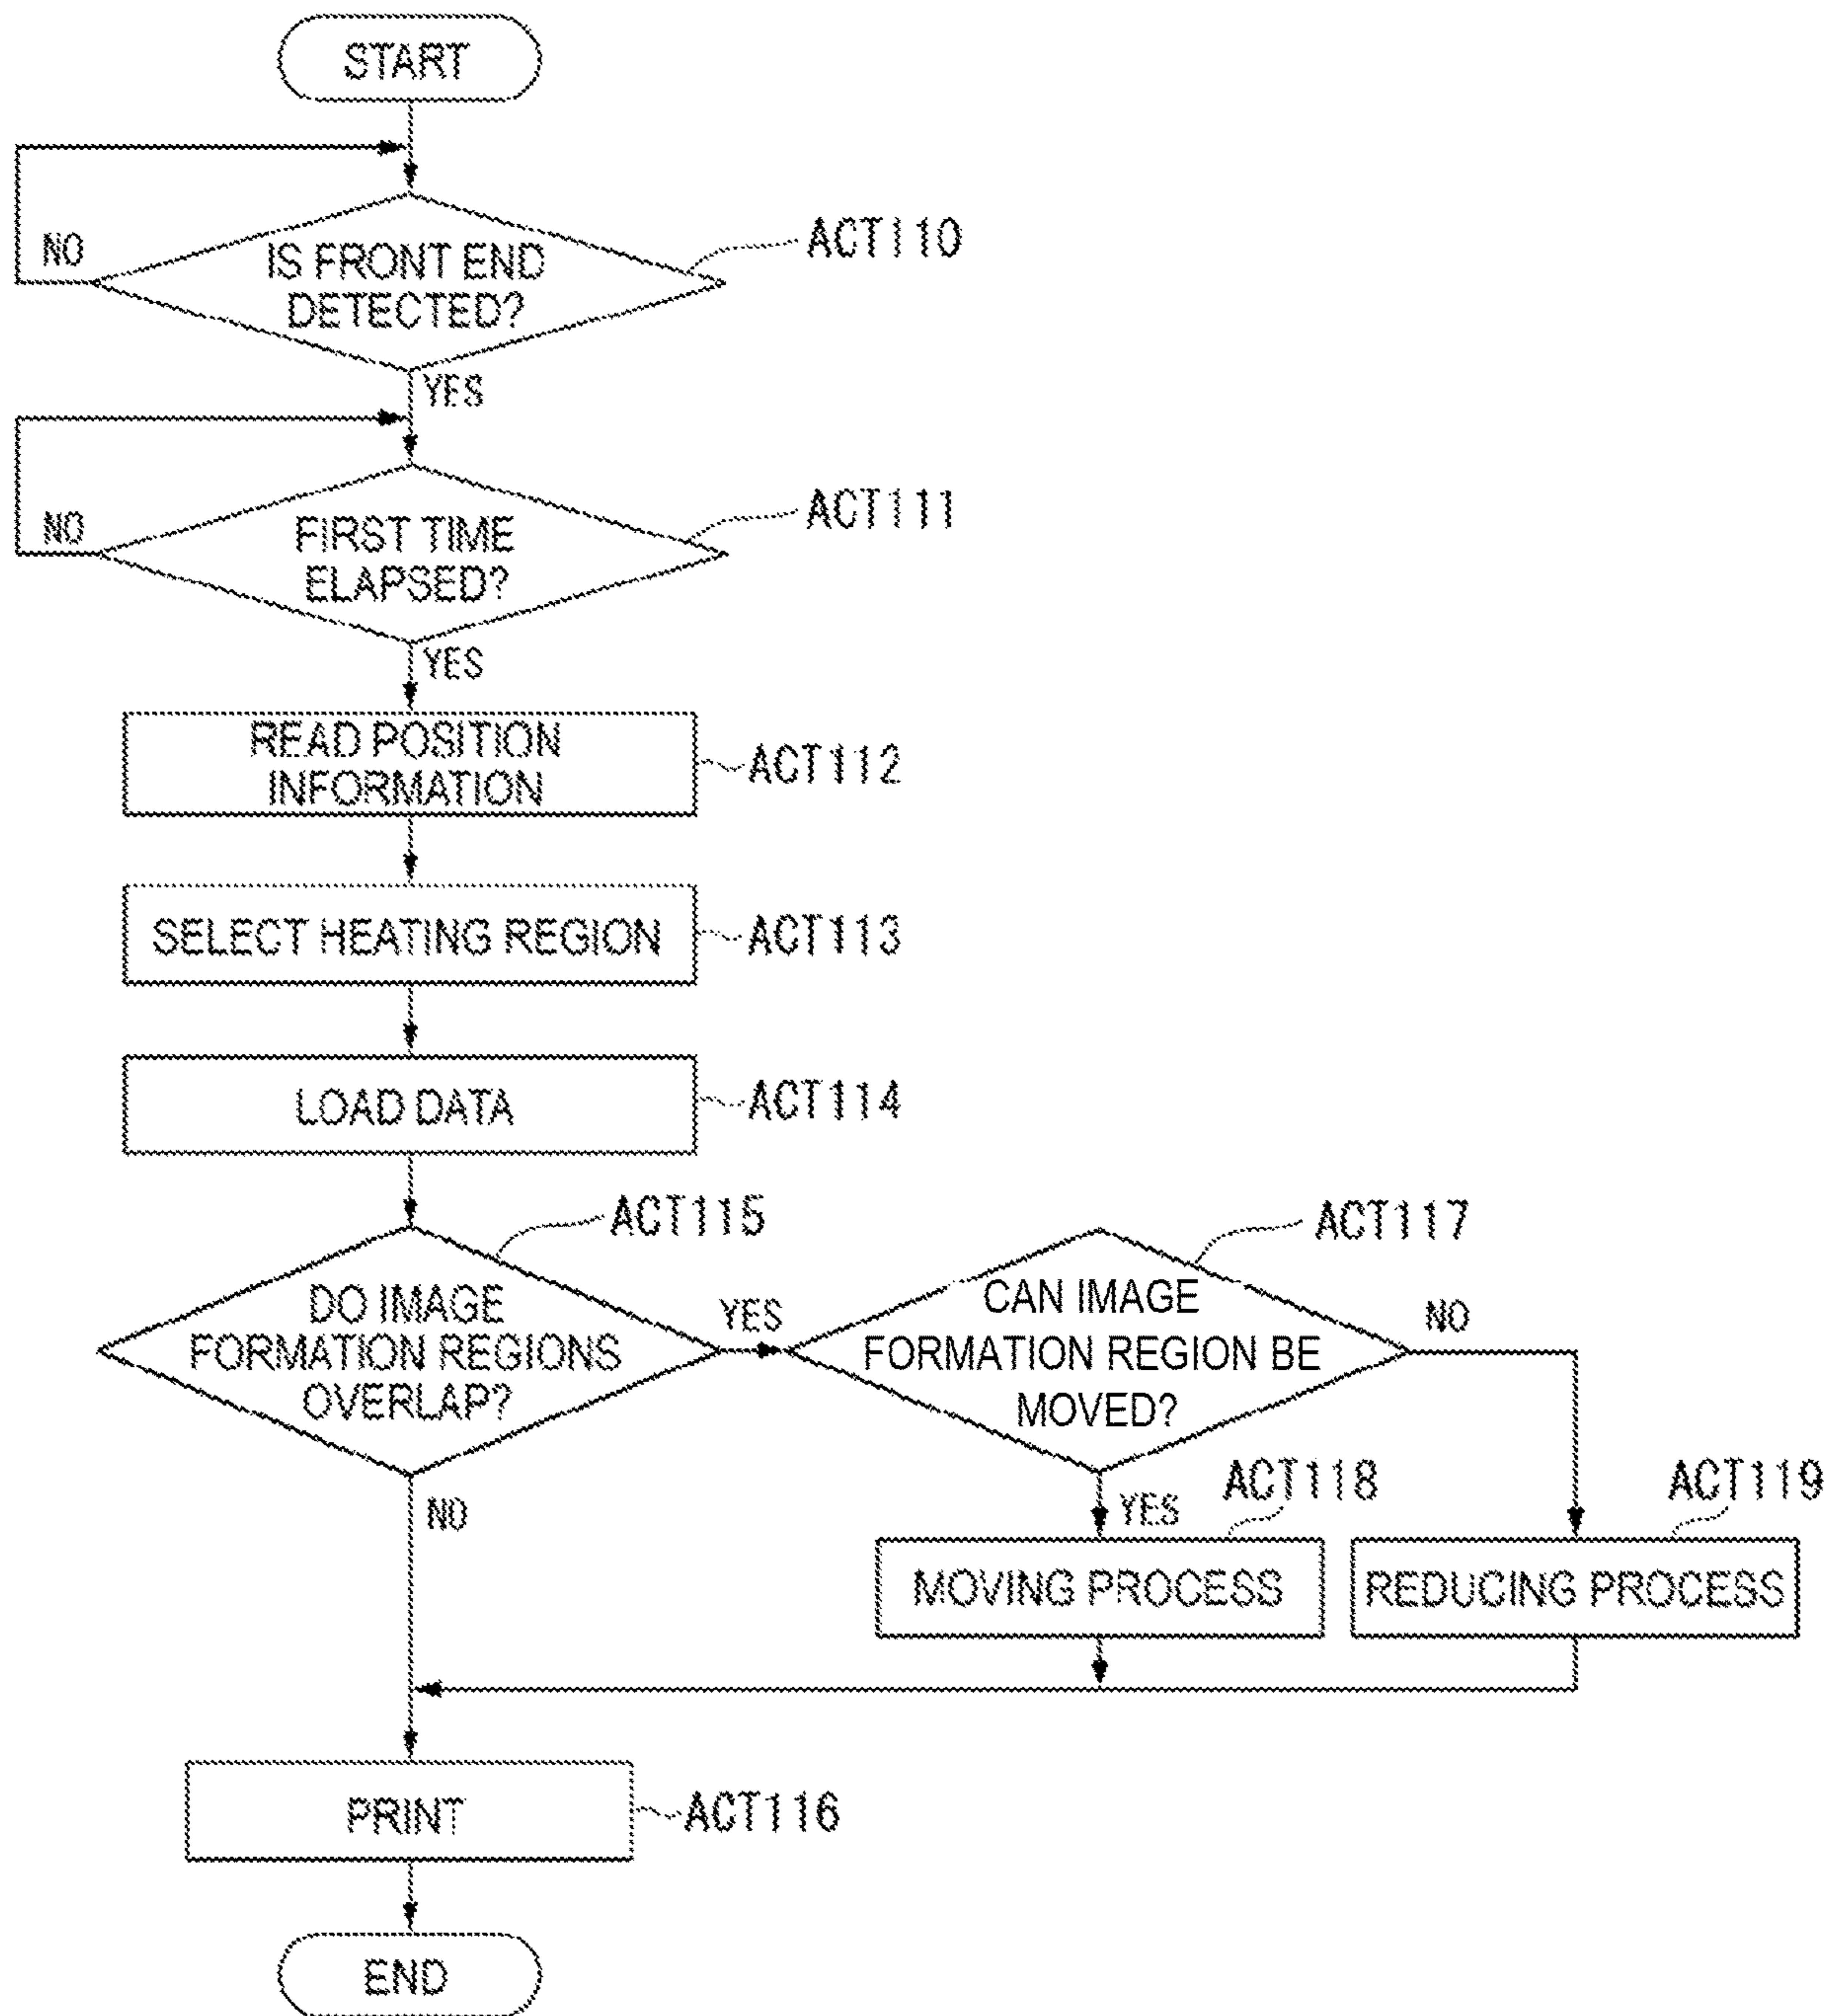 START
NO
IS FRONT END
DETECTED?
ACT110
YES
NO
FIRST TIME
ELAPSED?
ACT111
YES
READ POSITION
INFORMATION
ACT112
SELECT HEATING REGION
ACT113
LOAD DATA
ACT114
ACT115
DO IMAGE
FORMATION REGIONS
OVERLAP?
YES
NO
ACT117
CAN IMAGE
FORMATION REGION BE
MOVED?
NO
YES
ACT118
MOVING PROCESS
ACT119
REDUCING PROCESS
PRINT
ACT116
END